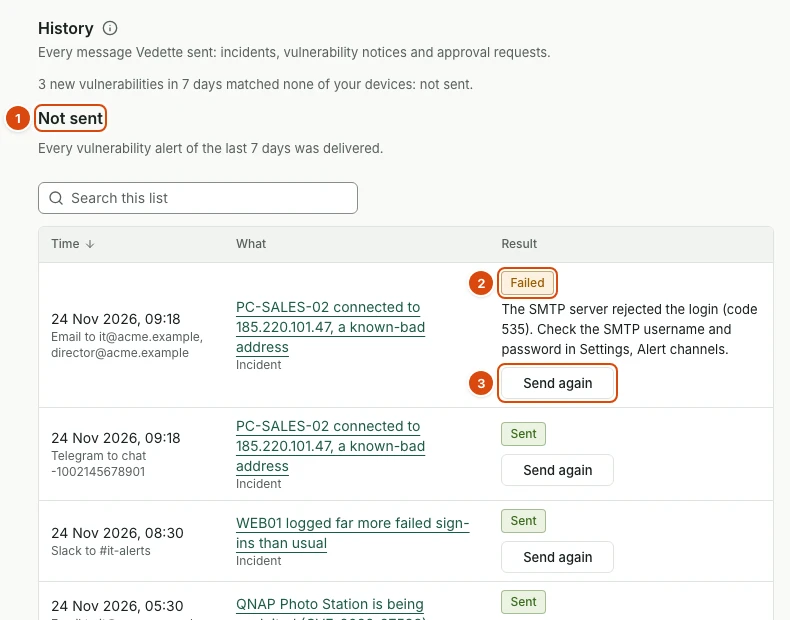 History
Every message Vedette sent: incidents, vulnerability notices and approval requests.
3 new vulnerabilities in 7 days matched none of your devices: not sent.
1 Not sent
Every vulnerability alert of the last 7 days was delivered.
Search this list
Time ↓ What Result
24 Nov 2026, 09:18
Email to it@acme.example,
director@acme.example
PC-SALES-02 connected to
185.220.101.47, a known-bad
address
Incident
2 Failed
The SMTP server rejected the login (code
535). Check the SMTP username and
password in Settings, Alert channels.
3 Send again
24 Nov 2026, 09:18
Telegram to chat
-1002145678901
PC-SALES-02 connected to
185.220.101.47, a known-bad
address
Incident
Sent
Send again
24 Nov 2026, 08:30
Slack to #it-alerts
WEB01 logged far more failed sign-
ins than usual
Incident
Sent
Send again
24 Nov 2026, 05:30
QNAP Photo Station is being
Sent